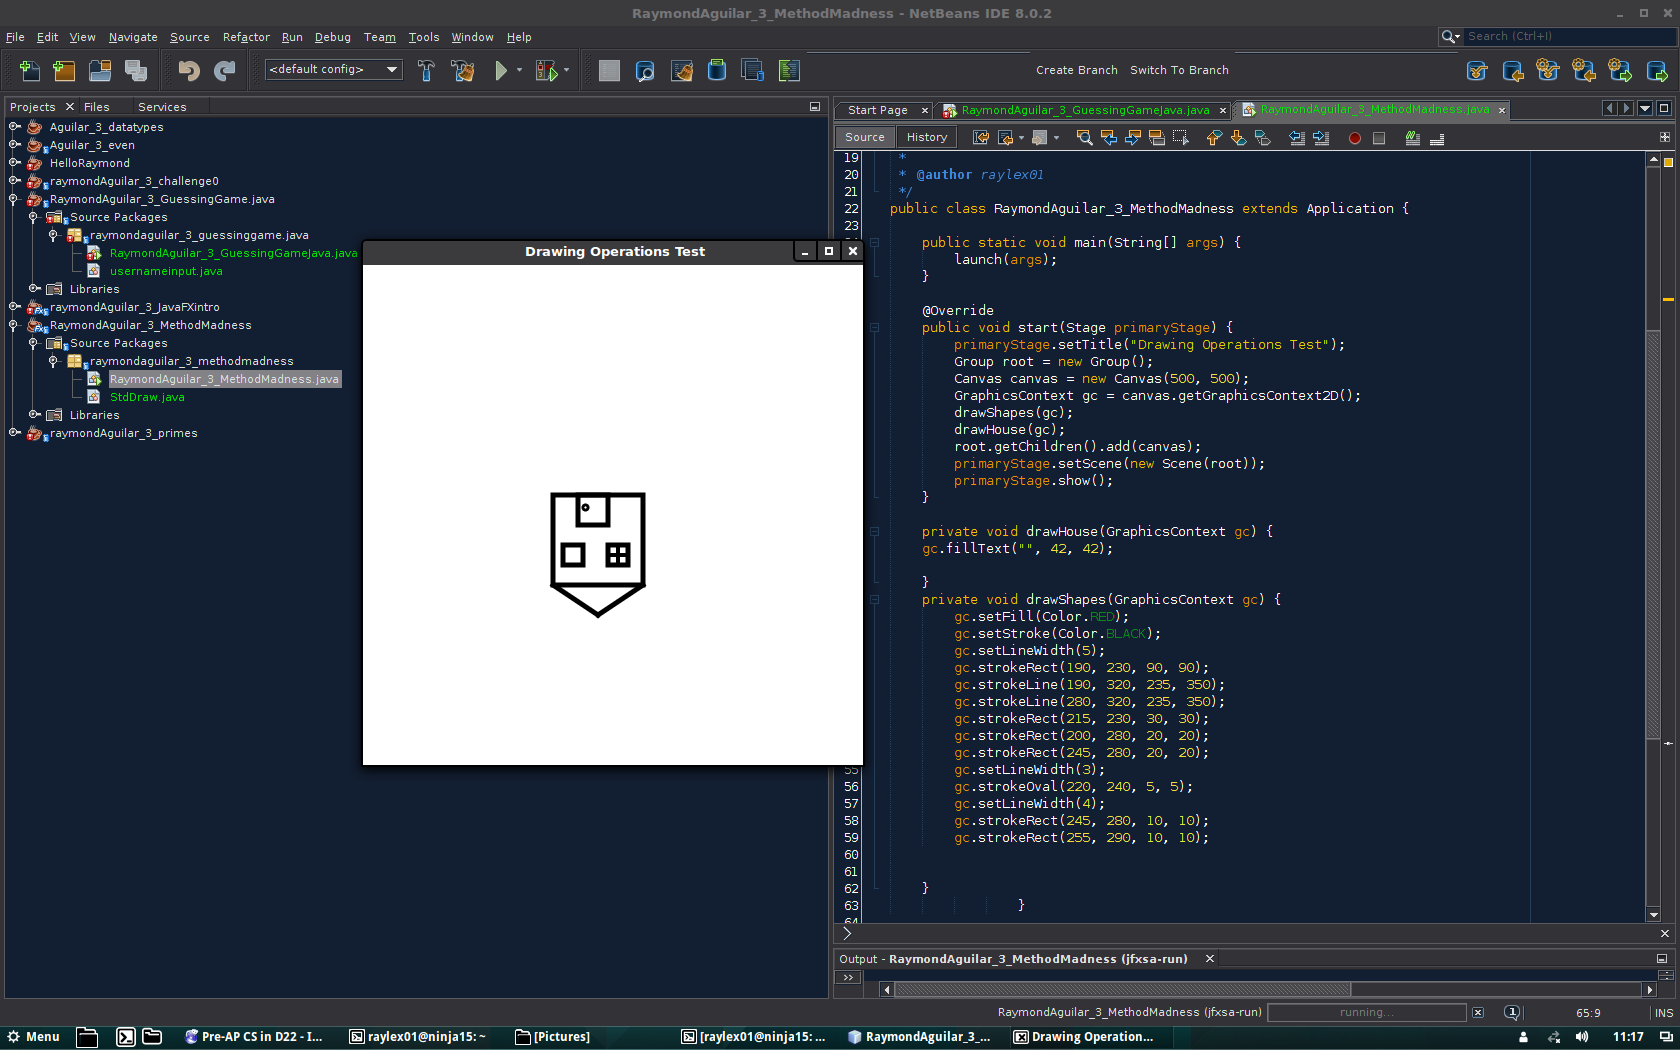 RaymondAguilar_3_MethodMadness - NetBeans IDE 8.0.2
File Edit View Navigate Source Refactor Run Debug Team Tools Window Help
Search (Ctrl+I)
<default config>
Create Branch Switch To Branch
Projects Files Services
Aguilar_3_datatypes
Aguilar_3_even
HelloRaymond
raymondAguilar_3_challenge0
RaymondAguilar_3_GuessingGame.java
Source Packages
raymondaguilar_3_guessinggame.java
RaymondAguilar_3_GuessingGameJava.java
usernameinput.java
Libraries
raymondAguilar_3_JavaFXintro
RaymondAguilar_3_MethodMadness
Source Packages
raymondaguilar_3_methodmadness
RaymondAguilar_3_MethodMadness.java
StdDraw.java
Libraries
raymondAguilar_3_primes
Drawing Operations Test
Start Page RaymondAguilar_3_GuessingGameJava.java RaymondAguilar_3_MethodMadness.java
Source History
19 *
20 * @author raylex01
21 */
22 public class RaymondAguilar_3_MethodMadness extends Application {
23
public static void main(String[] args) {
launch(args);
}
@Override
public void start(Stage primaryStage) {
primaryStage.setTitle("Drawing Operations Test");
Group root = new Group();
Canvas canvas = new Canvas(500, 500);
GraphicsContext gc = canvas.getGraphicsContext2D();
drawShapes(gc);
drawHouse(gc);
root.getChildren().add(canvas);
primaryStage.setScene(new Scene(root));
primaryStage.show();
}
private void drawHouse(GraphicsContext gc) {
gc.fillText("", 42, 42);
}
private void drawShapes(GraphicsContext gc) {
gc.setFill(Color.RED);
gc.setStroke(Color.BLACK);
gc.setLineWidth(5);
gc.strokeRect(190, 230, 90, 90);
gc.strokeLine(190, 320, 235, 350);
gc.strokeLine(280, 320, 235, 350);
gc.strokeRect(215, 230, 30, 30);
gc.strokeRect(200, 280, 20, 20);
gc.strokeRect(245, 280, 20, 20);
55 gc.setLineWidth(3);
56 gc.strokeOval(220, 240, 5, 5);
57 gc.setLineWidth(4);
58 gc.strokeRect(245, 280, 10, 10);
59 gc.strokeRect(255, 290, 10, 10);
60
61
62 }
63 }
64
Output - RaymondAguilar_3_MethodMadness (jfxsa-run)
RaymondAguilar_3_MethodMadness (jfxsa-run) running... 1 65:9 INS
Menu Pre-AP CS in D22 - I... raylex01@ninja15: ~ [Pictures] [raylex01@ninja15: ... RaymondAguilar_3_... Drawing Operation... 11:17